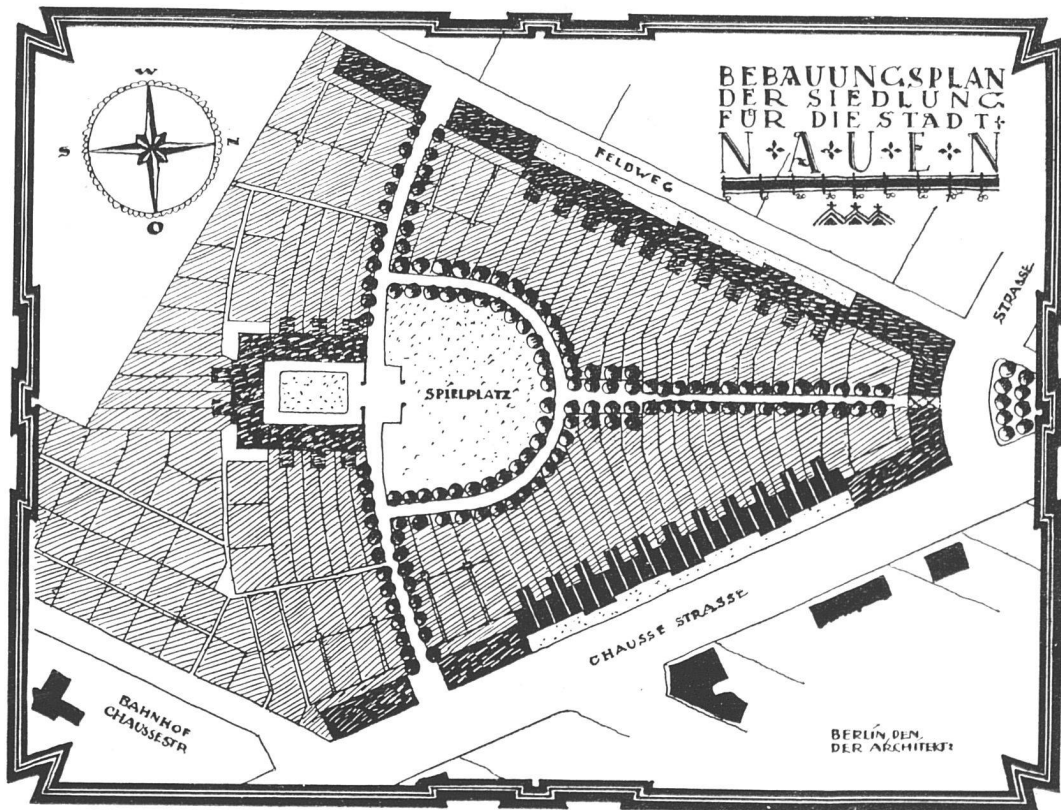 W
S
N
O
BEBAUUNGSPLAN
DER SIEDLUNG
FÜR DIE STADT
N·A·U·E·N
FELDWEG
STRASSE
SPIELPLATZ
CHAUSSE STRASSE
BAHNHOF
CHAUSSESTR.
BERLIN, DEN,
DER ARCHITEKT: